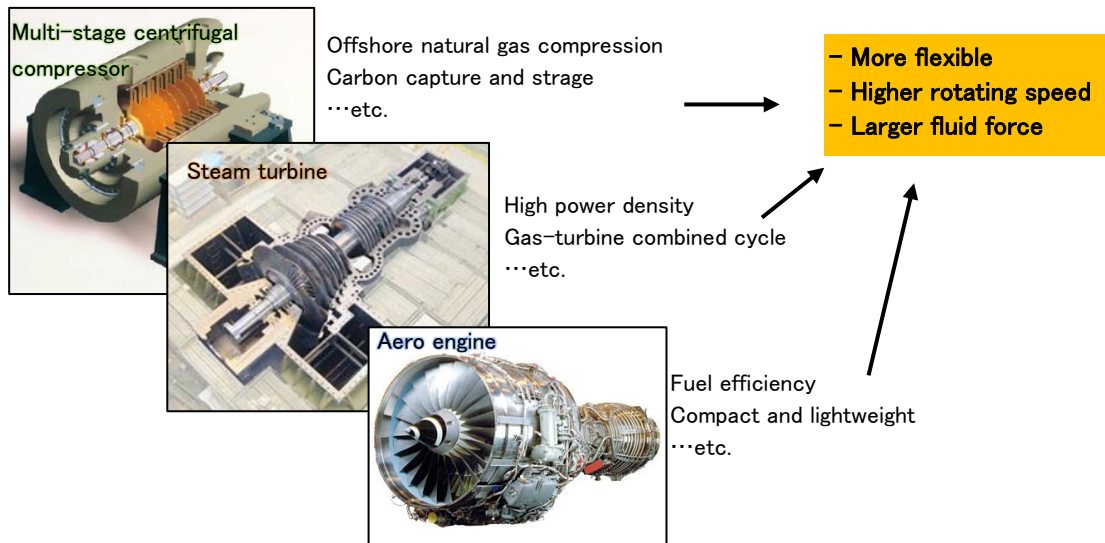 Multi-stage centrifugal
compressor
Offshore natural gas compression
Carbon capture and strage
…etc.
- More flexible
- Higher rotating speed
- Larger fluid force
Steam turbine
High power density
Gas-turbine combined cycle
…etc.
Aero engine
Fuel efficiency
Compact and lightweight
…etc.